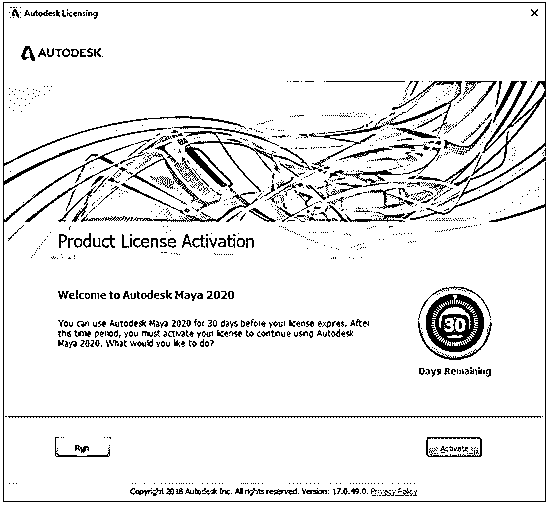 Autodesk Licensing
AUTODESK
Product License Activation
Welcome to Autodesk Maya 2020
You can use Autodesk Maya 2020 for 30 days before your license expires. After
this time period, you must activate your license to continue using Autodesk
Maya 2020. What would you like to do?
30
Days Remaining
Run
Activate
Copyright 2018 Autodesk Inc. All rights reserved. Version: 17.0.49.0. Privacy Policy